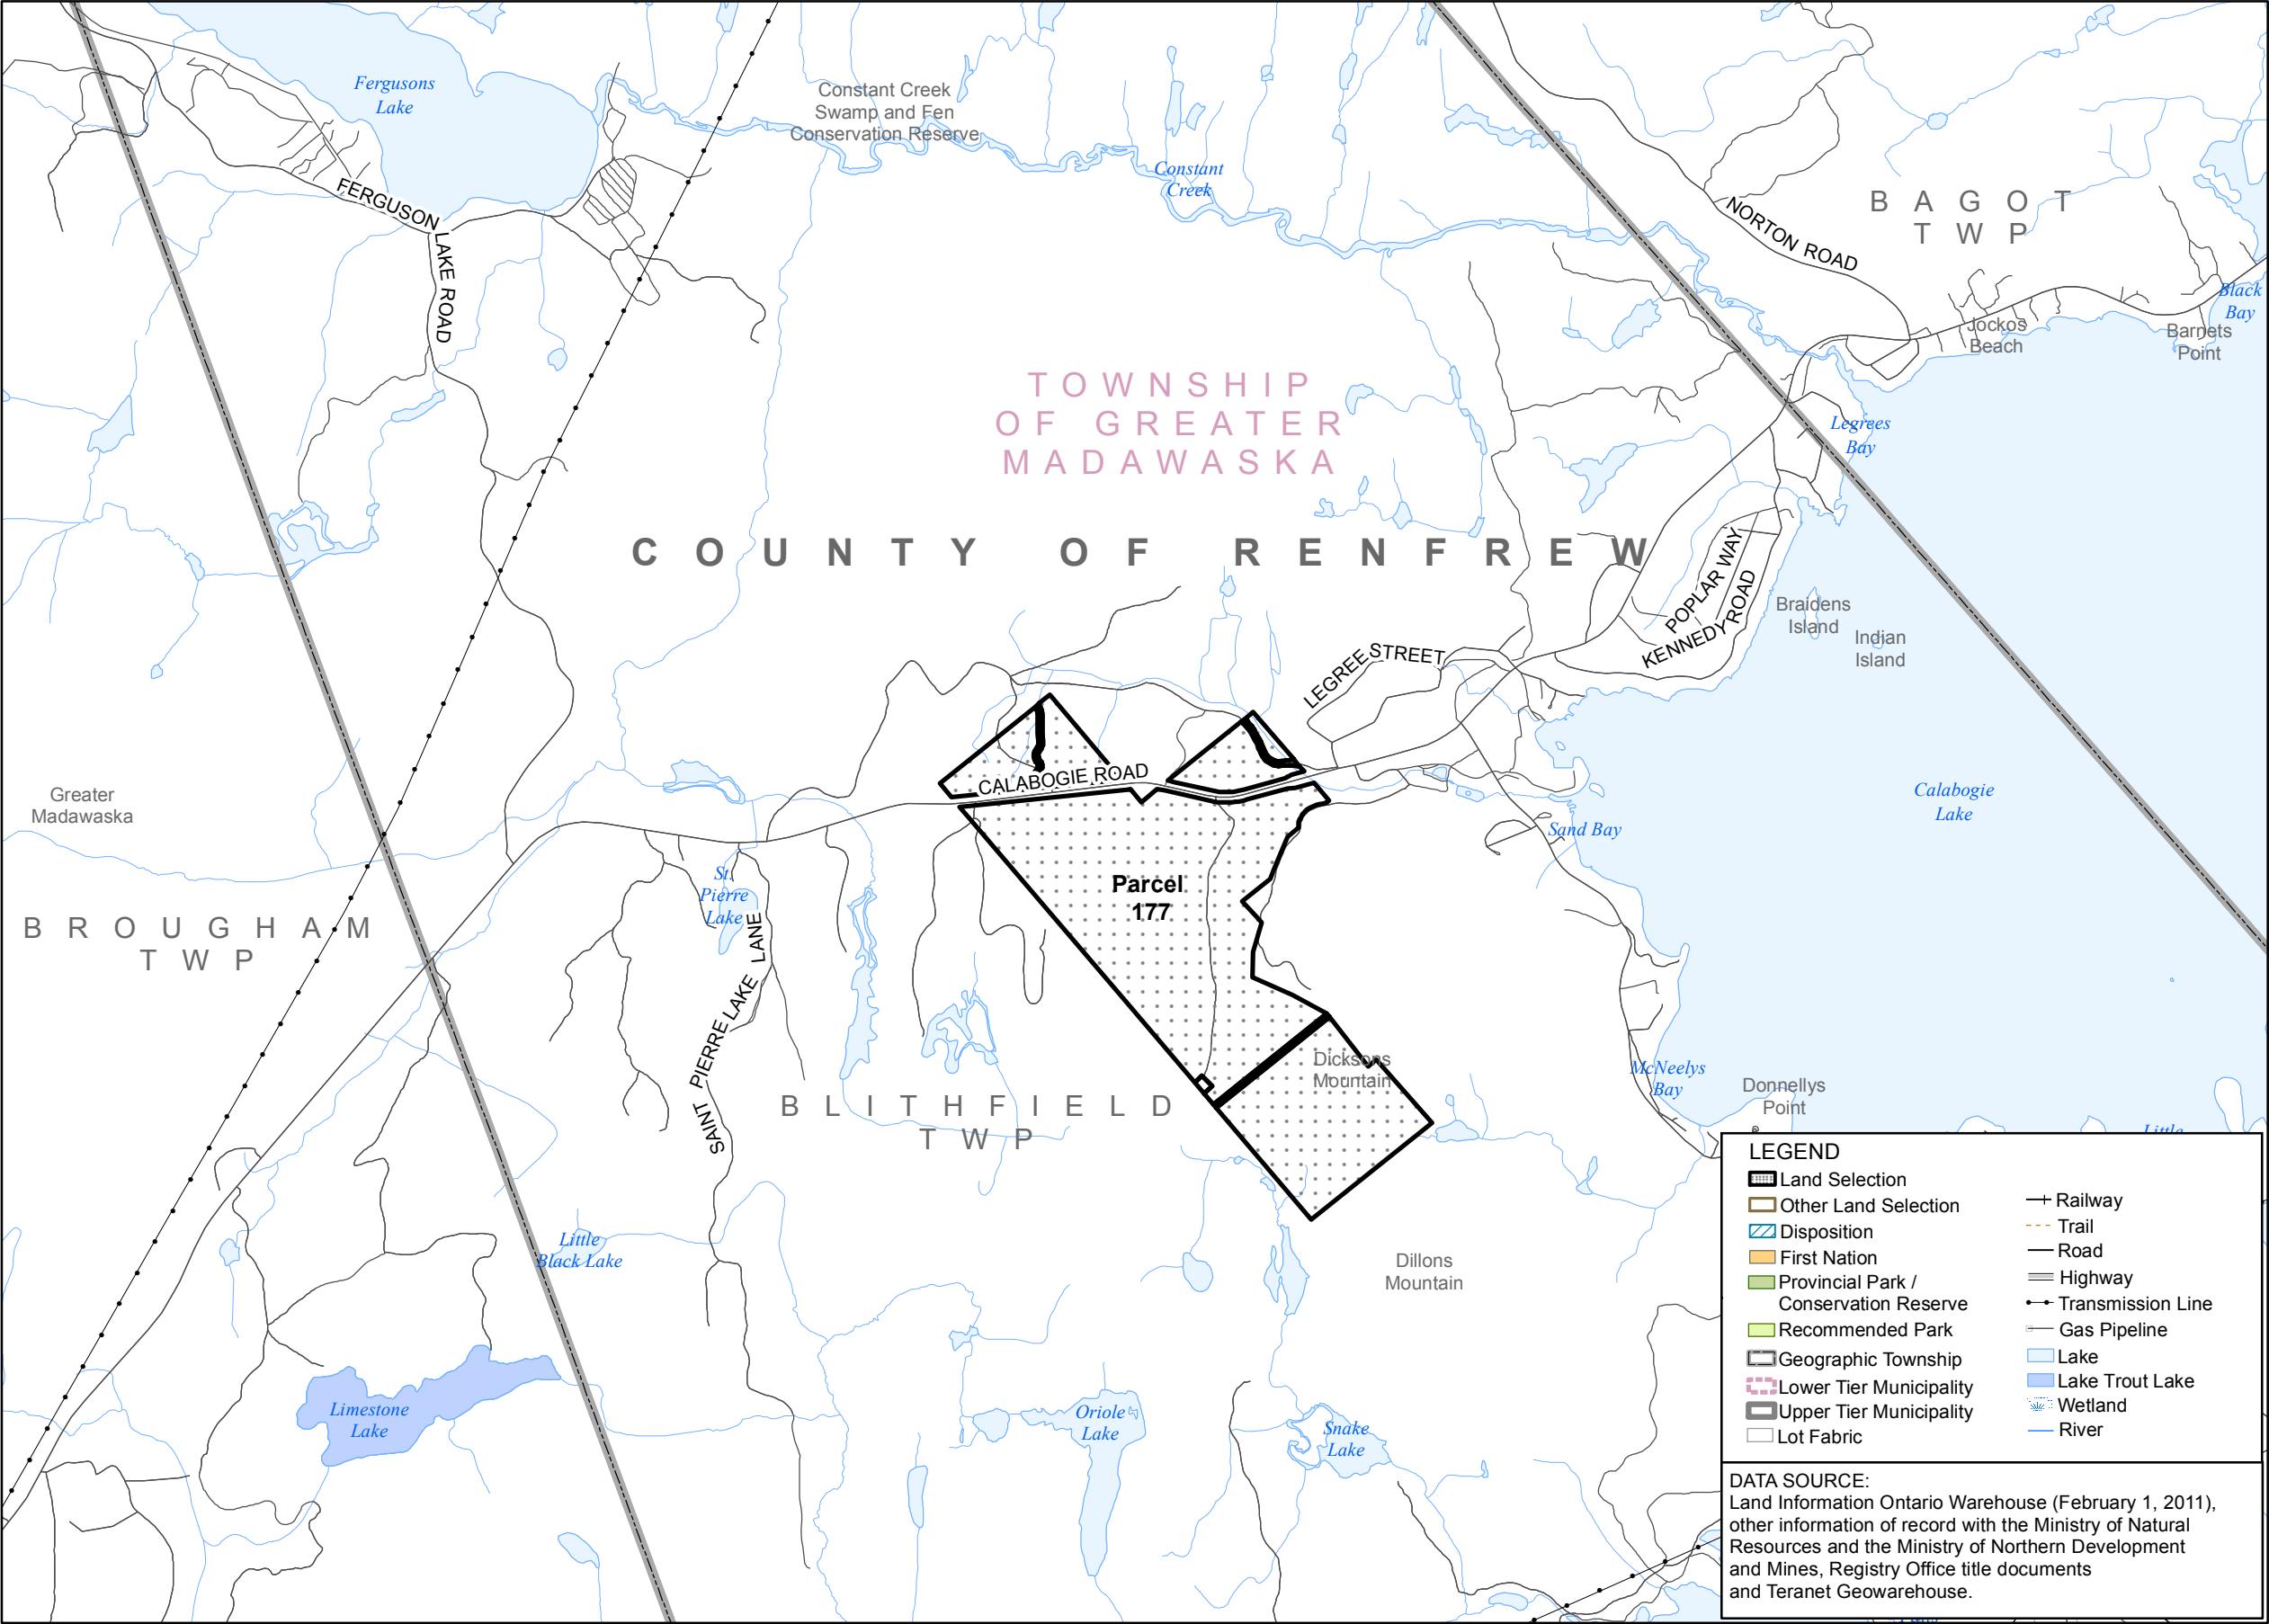 Fergusons
Lake
Constant Creek
Swamp and Fen
Conservation Reserve
Constant
Creek
FERGUSON
LAKE ROAD
NORTON ROAD
BAGOT
TWP
Black
Bay
Jockos
Beach
Barnets
Point
TOWNSHIP
OF GREATER
MADAWASKA
Legrees
Bay
COUNTY OF RENFREW
POPLAR WAY
KENNEDY ROAD
Braidens
Island
Indian
Island
LEGREE STREET
CALABOGIE ROAD
Greater
Madawaska
Calabogie
Lake
Sand Bay
St.
Pierre
Lake
Parcel
177
BROUGHAM
TWP
SAINT PIERRE LAKE LANE
Dicksons
Mountain
McNeelys
Bay
Donnellys
Point
BLITHFIELD
TWP
Little
Little
Black Lake
Dillons
Mountain
Limestone
Lake
Oriole
Lake
Snake
Lake
LEGEND
Land Selection
Other Land Selection
Disposition
First Nation
Provincial Park /
Conservation Reserve
Recommended Park
Geographic Township
Lower Tier Municipality
Upper Tier Municipality
Lot Fabric
Railway
Trail
Road
Highway
Transmission Line
Gas Pipeline
Lake
Lake Trout Lake
Wetland
River
DATA SOURCE:
Land Information Ontario Warehouse (February 1, 2011),
other information of record with the Ministry of Natural
Resources and the Ministry of Northern Development
and Mines, Registry Office title documents
and Teranet Geowarehouse.